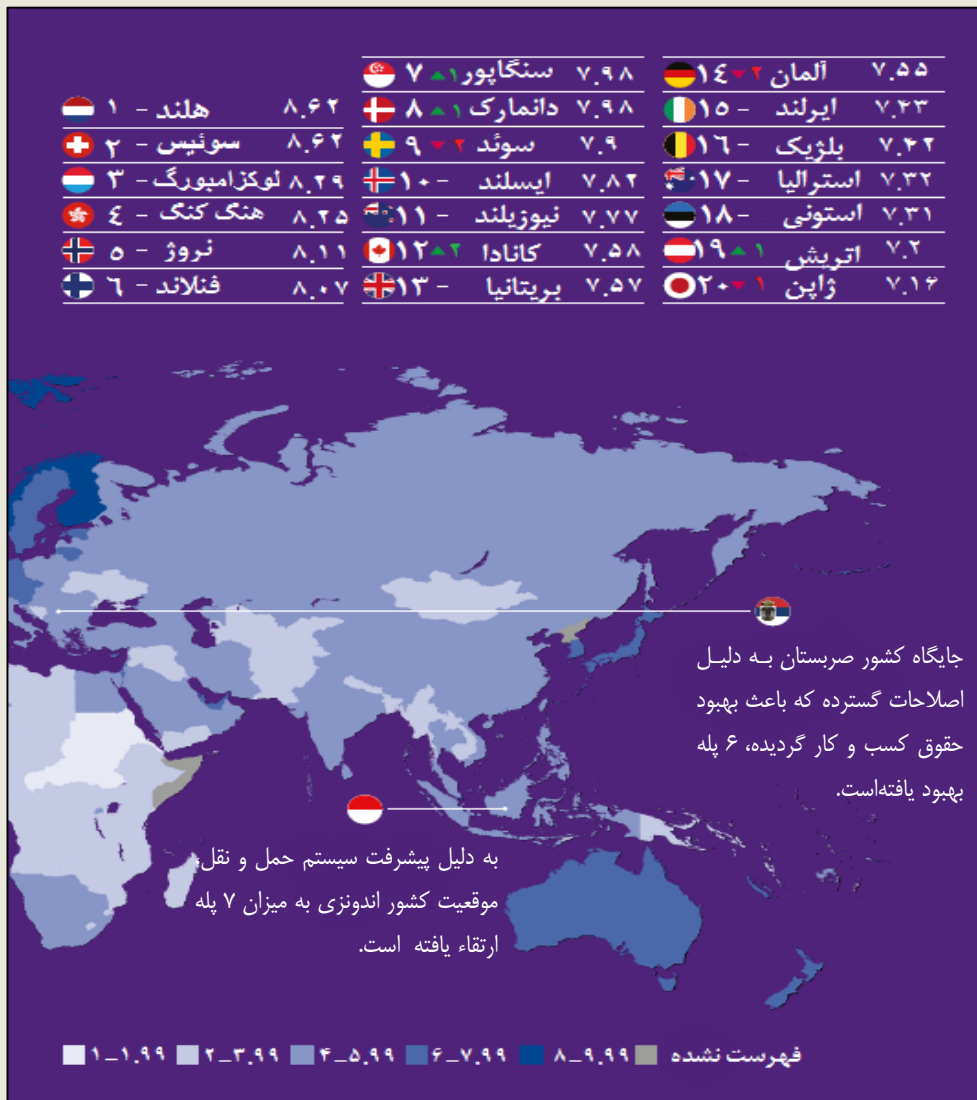 هلند - ۱ ۸.۶۲
سوئیس - ۲ ۸.۶۲
لوکزامبورگ - ۳ ۸.۲۹
هنگ کنگ - ٤ ۸.۲۵
نروژ - ٥ ۸.۱۱
فنلاند - ٦ ۸.۰۷
سنگاپور ۱ ▲ ۷ ۷.۹۸
دانمارک ۱ ▲ ۸ ۷.۹۸
سوئد ۲ ▼ ۹ ۷.۹
ایسلند - ۱۰ ۷.۸۲
نیوزیلند - ۱۱ ۷.۷۷
کانادا ۲ ▲ ۱۲ ۷.۵۸
بریتانیا - ۱۳ ۷.۵۷
آلمان ۲ ▼ ۱٤ ۷.۵۵
ایرلند - ۱٥ ۷.۴۳
بلژیک - ۱٦ ۷.۴۲
استرالیا - ۱۷ ۷.۳۲
استونی - ۱۸ ۷.۳۱
اتریش ۱ ▲ ۱۹ ۷.۲
ژاپن ۱ ▼ ۲۰ ۷.۱۶
جایگاه کشور صربستان بـه دلیـل
اصلاحات گسترده که باعث بهبود
حقوق کسب و کار گردیده، ۶ پله
بهبود یافته‌است.
به دلیل پیشرفت سیستم حمل و نقل،
موقعیت کشور اندونزی به میزان ۷ پله
ارتقاء یافته است.
فهرست نشده ۸_۹.۹۹ ۶_۷.۹۹ ۴_۵.۹۹ ۲_۳.۹۹ ۱_۱.۹۹